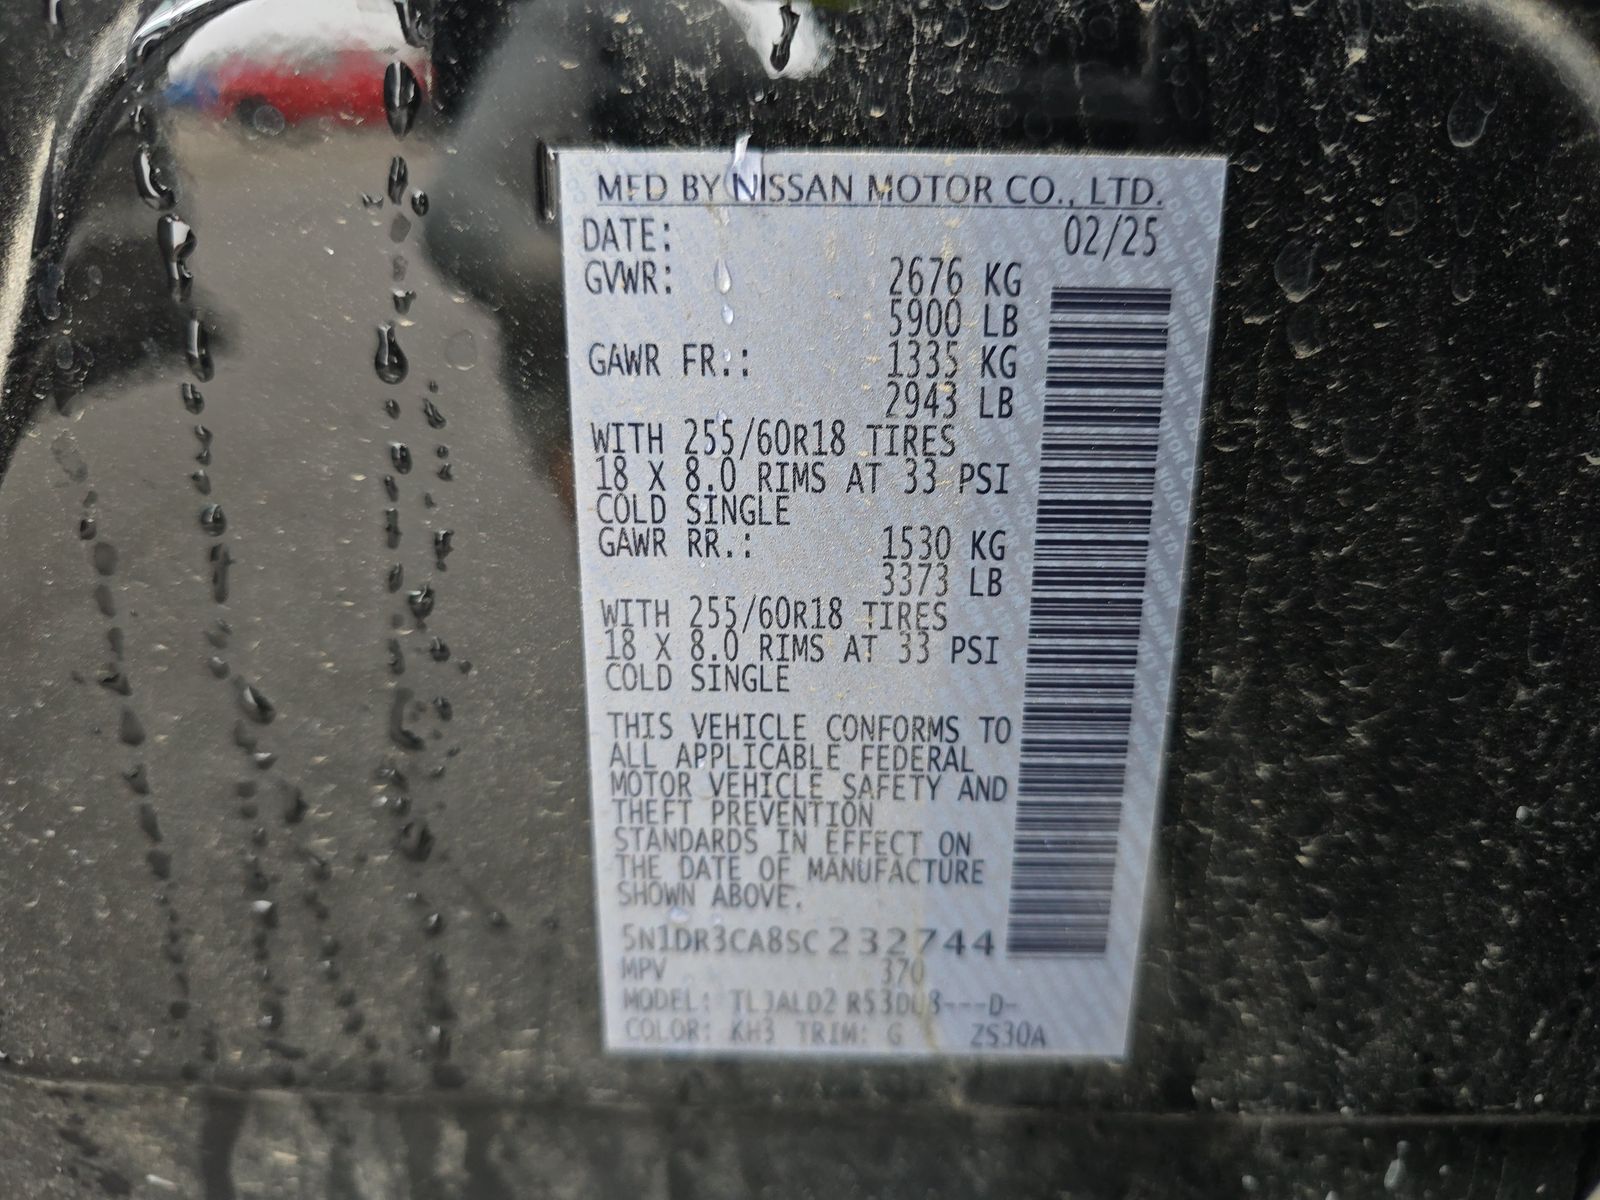 MFD BY NISSAN MOTOR CO., LTD.
DATE: 02/25
GVWR: 2676 KG
5900 LB
GAWR FR.: 1335 KG
2943 LB
WITH 255/60R18 TIRES
18 X 8.0 RIMS AT 33 PSI
COLD SINGLE
GAWR RR.: 1530 KG
3373 LB
WITH 255/60R18 TIRES
18 X 8.0 RIMS AT 33 PSI
COLD SINGLE
THIS VEHICLE CONFORMS TO
ALL APPLICABLE FEDERAL
MOTOR VEHICLE SAFETY AND
THEFT PREVENTION
STANDARDS IN EFFECT ON
THE DATE OF MANUFACTURE
SHOWN ABOVE.
5N1DR3CA8SC232744
MPV 370
MODEL:
COLOR: KH3 TRIM: G ZS30A